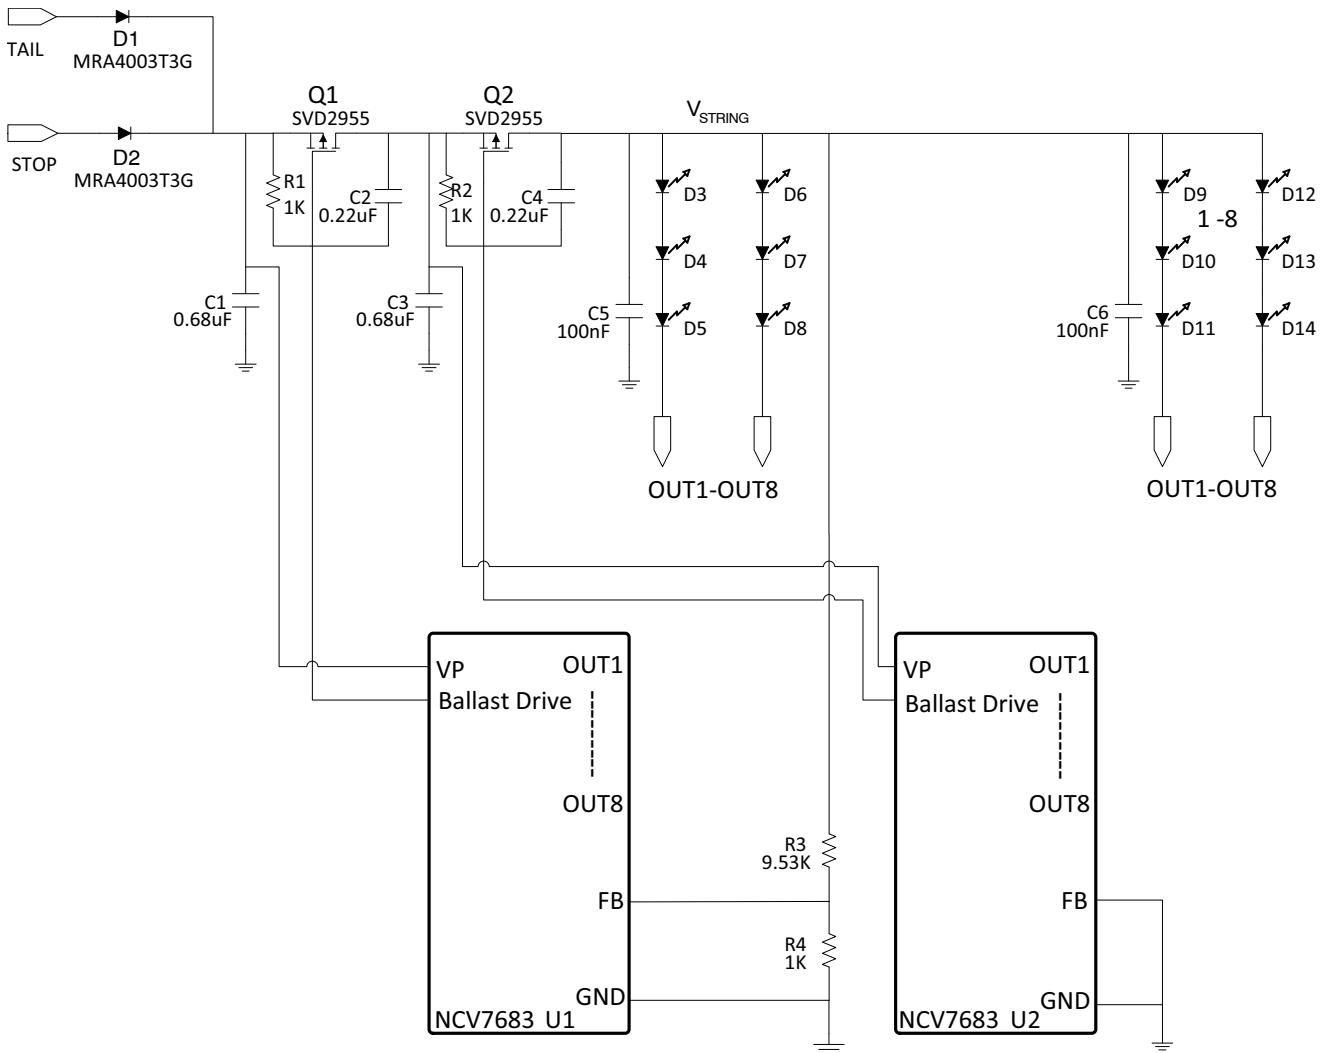 TAIL
D1
MRA4003T3G
STOP
D2
MRA4003T3G
Q1
SVD2955
Q2
SVD2955
VSTRING
R1
1K
C2
0.22uF
R2
1K
C4
0.22uF
D3
D4
D5
D6
D7
D8
D9
1 -8
D10
D11
D12
D13
D14
C1
0.68uF
C3
0.68uF
C5
100nF
C6
100nF
OUT1-OUT8
OUT1-OUT8
VP
OUT1
Ballast Drive
OUT8
FB
GND
NCV7683 U1
R3
9.53K
R4
1K
VP
OUT1
Ballast Drive
OUT8
FB
GND
NCV7683 U2